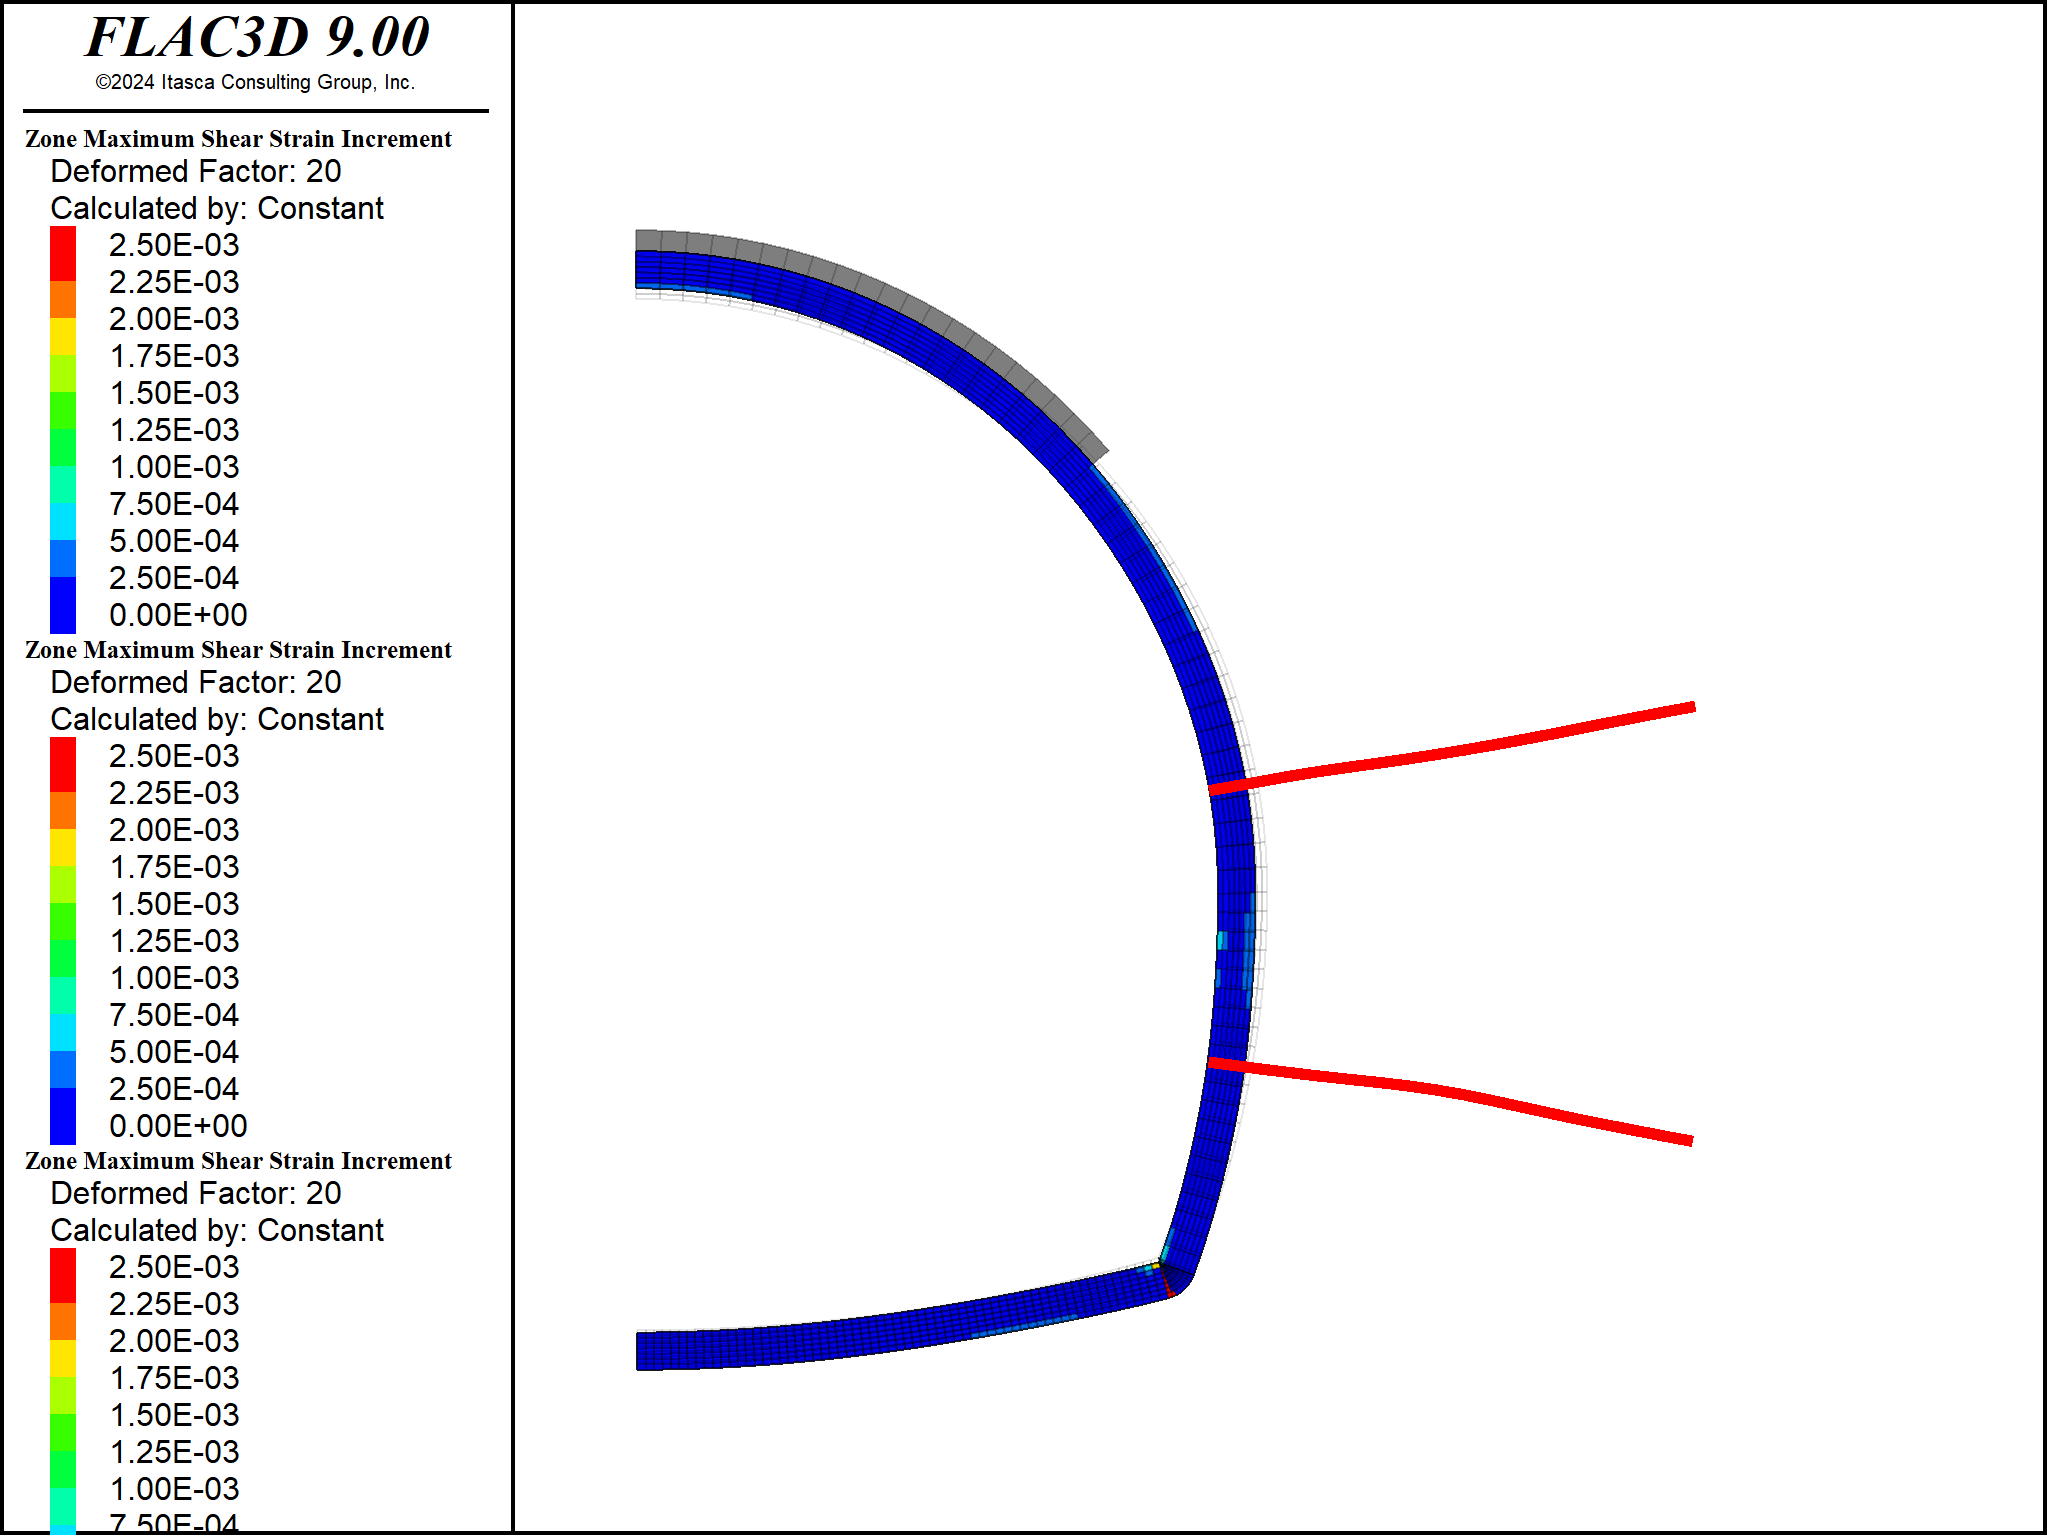 FLAC3D 9.00
©2024 Itasca Consulting Group, Inc.
Zone Maximum Shear Strain Increment
Deformed Factor: 20
Calculated by: Constant
2.50E-03
2.25E-03
2.00E-03
1.75E-03
1.50E-03
1.25E-03
1.00E-03
7.50E-04
5.00E-04
2.50E-04
0.00E+00
Zone Maximum Shear Strain Increment
Deformed Factor: 20
Calculated by: Constant
2.50E-03
2.25E-03
2.00E-03
1.75E-03
1.50E-03
1.25E-03
1.00E-03
7.50E-04
5.00E-04
2.50E-04
0.00E+00
Zone Maximum Shear Strain Increment
Deformed Factor: 20
Calculated by: Constant
2.50E-03
2.25E-03
2.00E-03
1.75E-03
1.50E-03
1.25E-03
1.00E-03
7.50E-04